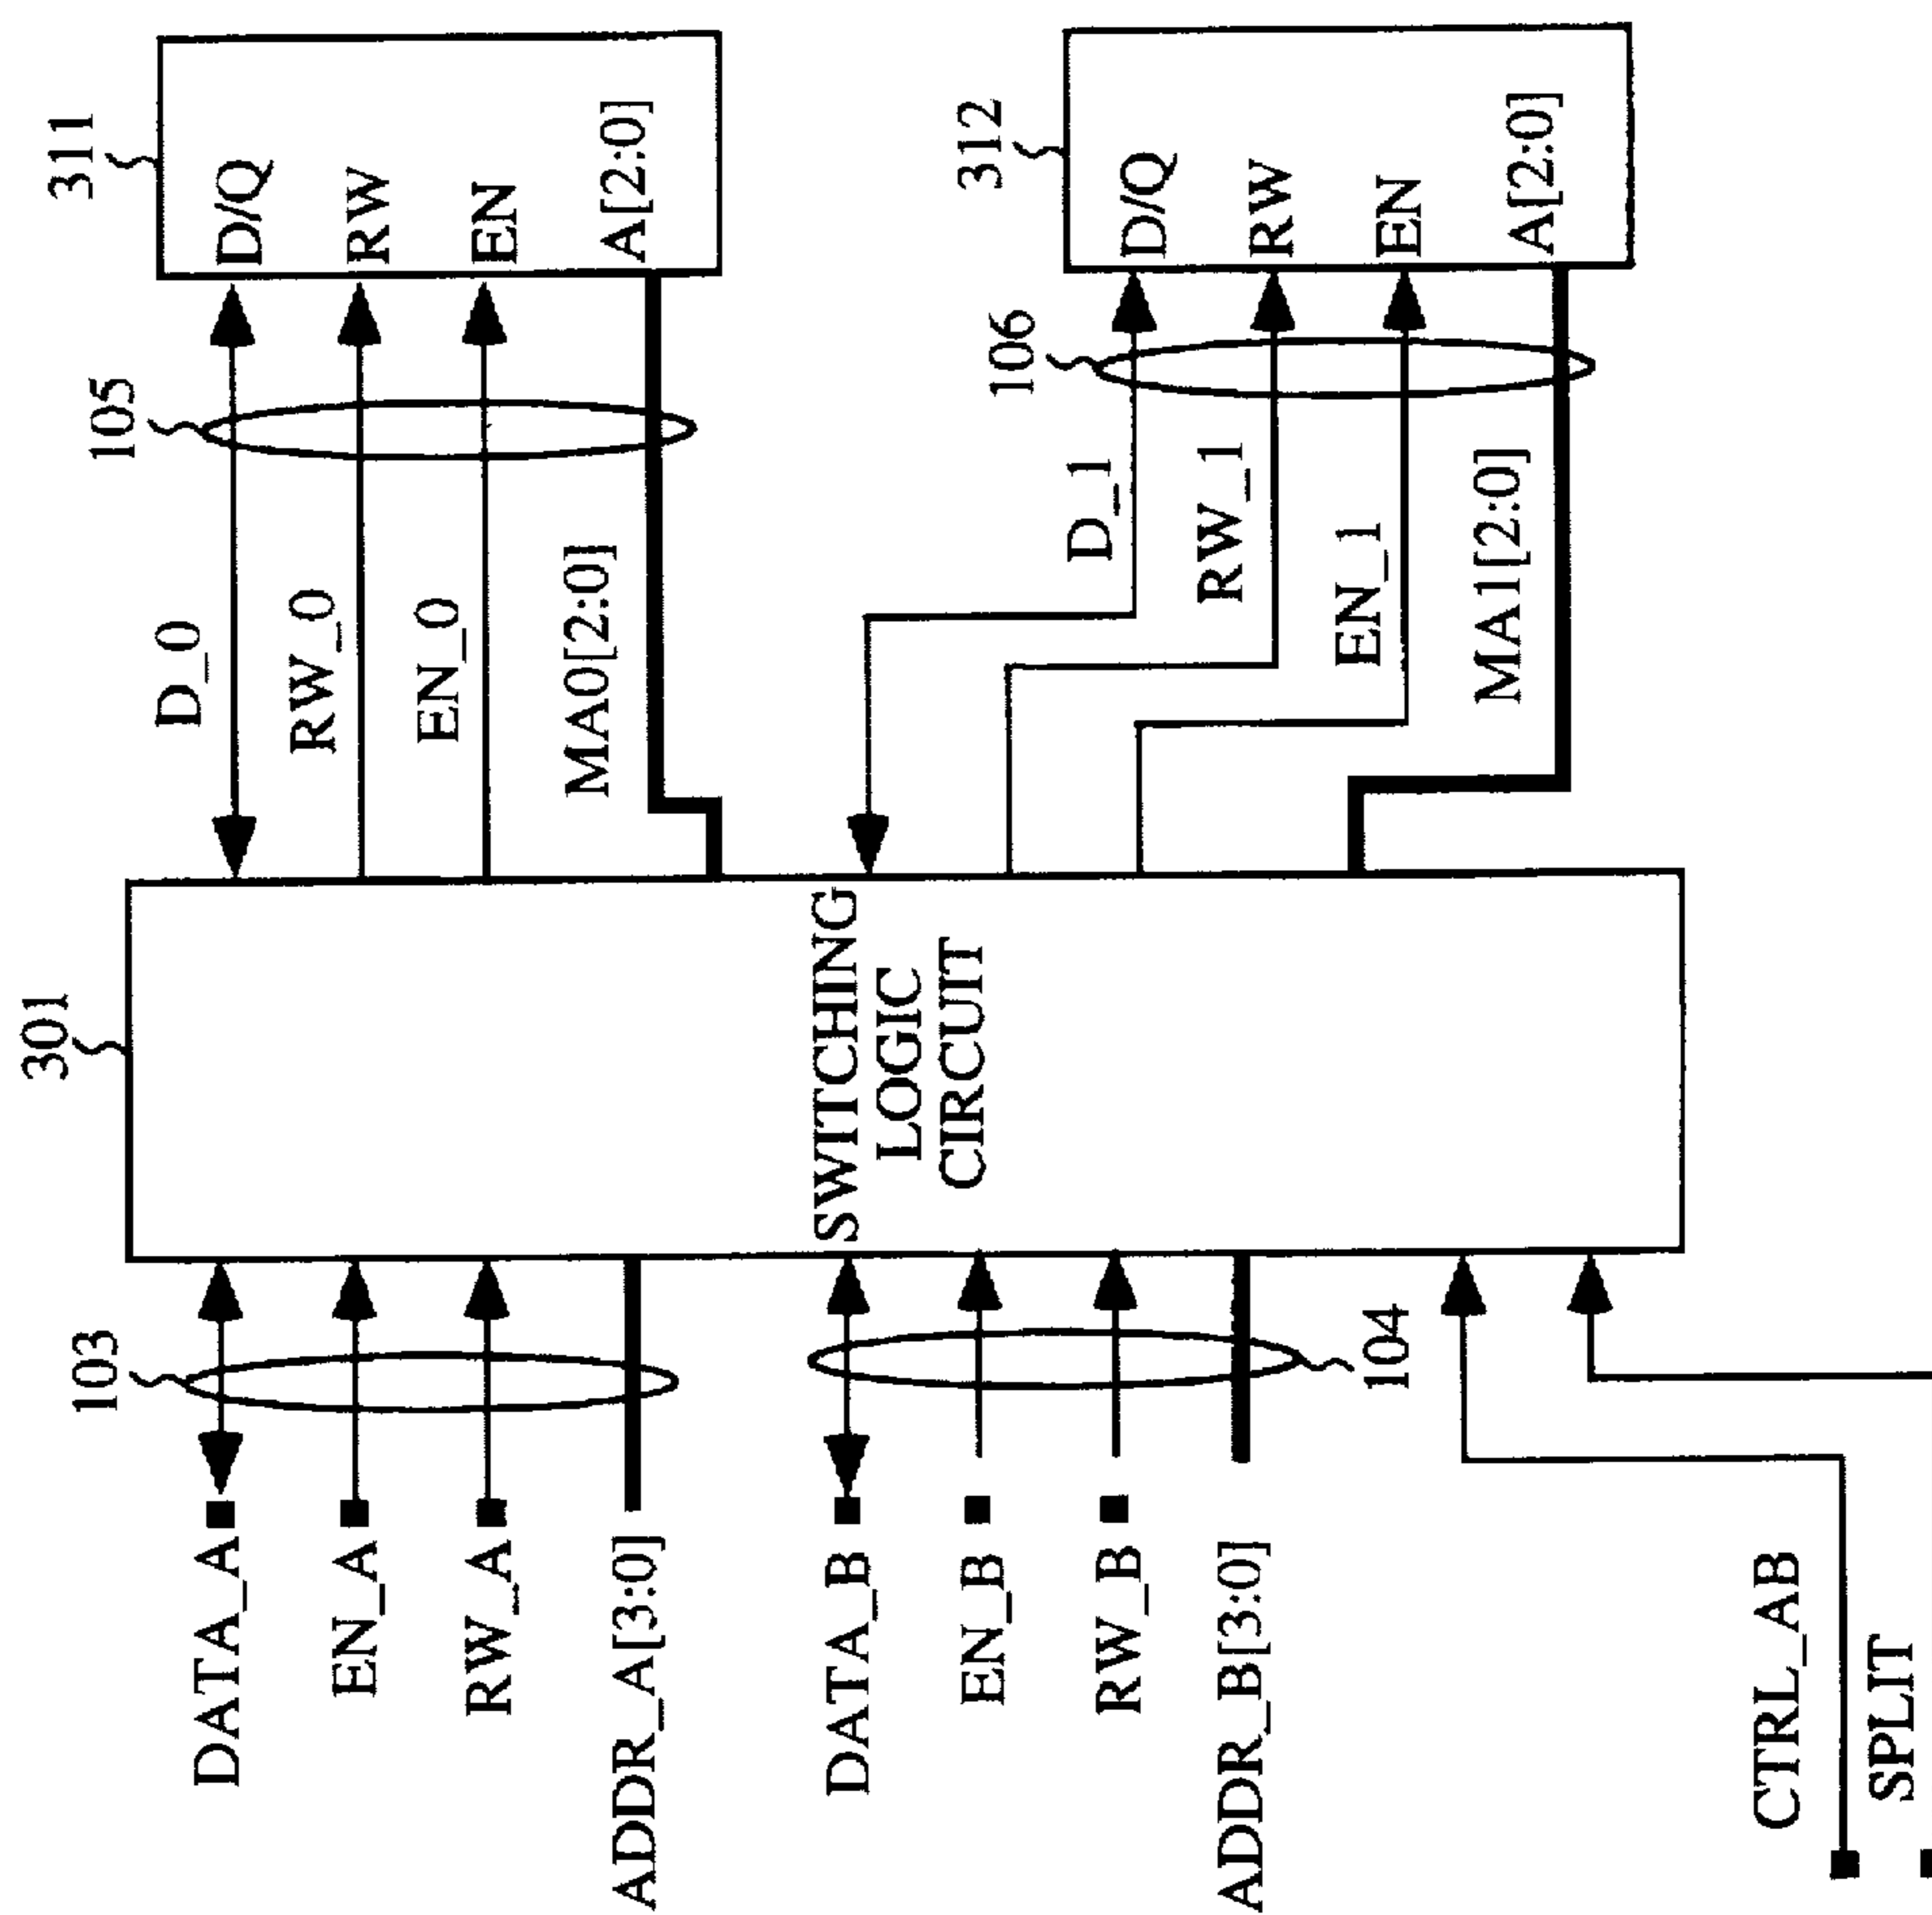 301
311
312
103
104
105
106
DATA_A
EN_A
RW_A
ADDR_A[3:0]
DATA_B
EN_B
RW_B
ADDR_B[3:0]
CTRL_AB
SPLIT
SWITCHING
LOGIC
CIRCUIT
D_0
RW_0
EN_0
MA0[2:0]
D_1
RW_1
EN_1
MA1[2:0]
D/Q
RW
EN
A[2:0]
D/Q
RW
EN
A[2:0]